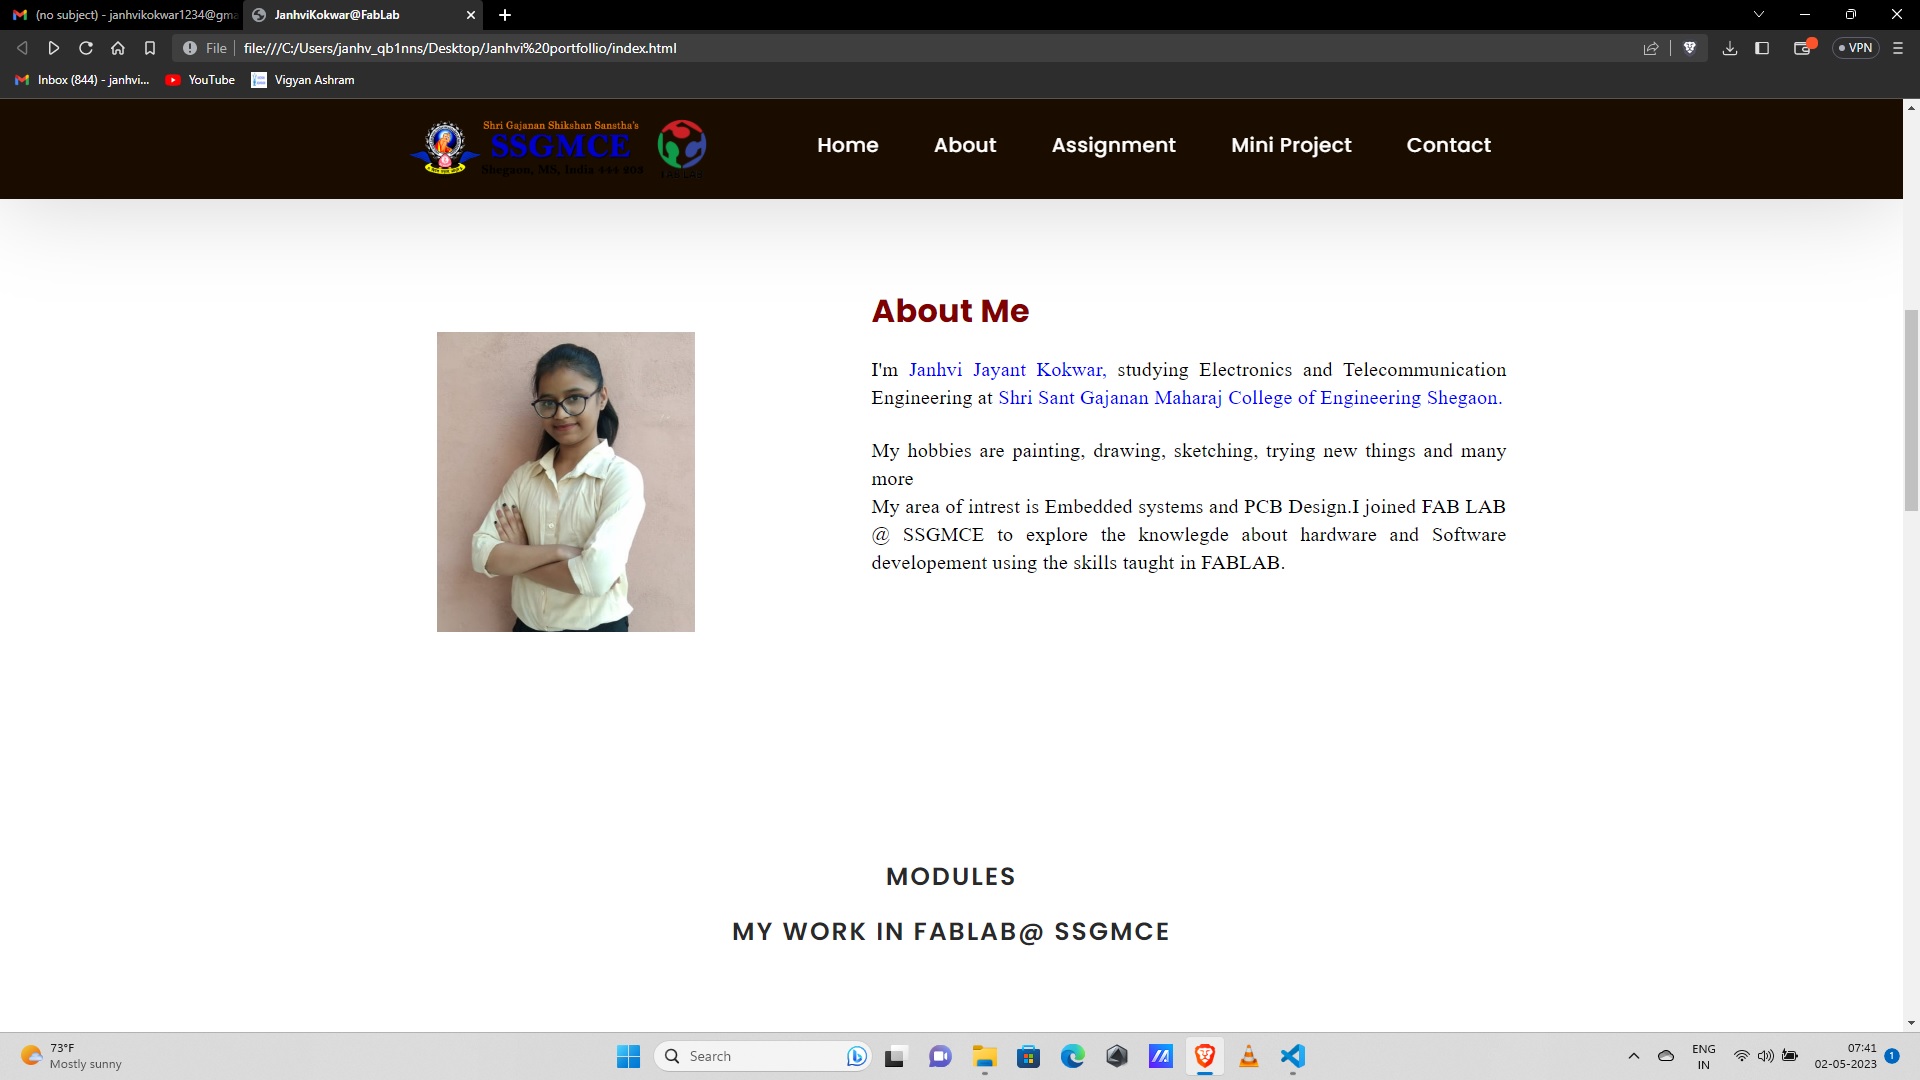 (no subject) - janhvikokwar1234@gma
JanhviKokwar@FabLab
File
file:///C:/Users/janhv_qb1nns/Desktop/Janhvi%20portfollio/index.html
VPN
Inbox (844) - janhvi...
YouTube
Vigyan Ashram
Shri Gajanan Shikshan Sanstha's
SSGMCE
Shegaon, MS, India 444 203
FAB LAB
Home
About
Assignment
Mini Project
Contact
About Me
I'm Janhvi Jayant Kokwar, studying Electronics and Telecommunication
Engineering at Shri Sant Gajanan Maharaj College of Engineering Shegaon.
My hobbies are painting, drawing, sketching, trying new things and many
more
My area of intrest is Embedded systems and PCB Design.I joined FAB LAB
@ SSGMCE to explore the knowlegde about hardware and Software
developement using the skills taught in FABLAB.
MODULES
MY WORK IN FABLAB@ SSGMCE
73°F
Mostly sunny
Search
ENG
IN
07:41
02-05-2023
1